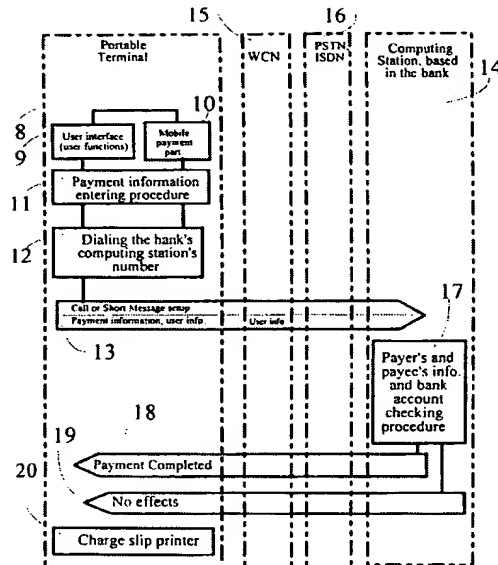 15
16
Portable
Terminal
WCN
PSTN
ISDN
Computing
Station, based
in the bank
14
10
8
User interface
(user functions)
Mobile
payment
part
9
Payment information
entering procedure
11
Dialing the bank's
computing station's
number
12
Call or Short Message setup
Payment information, user info.
User info
13
17
Payer's and
payee's info.
and bank
account
checking
procedure
18
Payment Completed
19
No effects
20
Charge slip printer